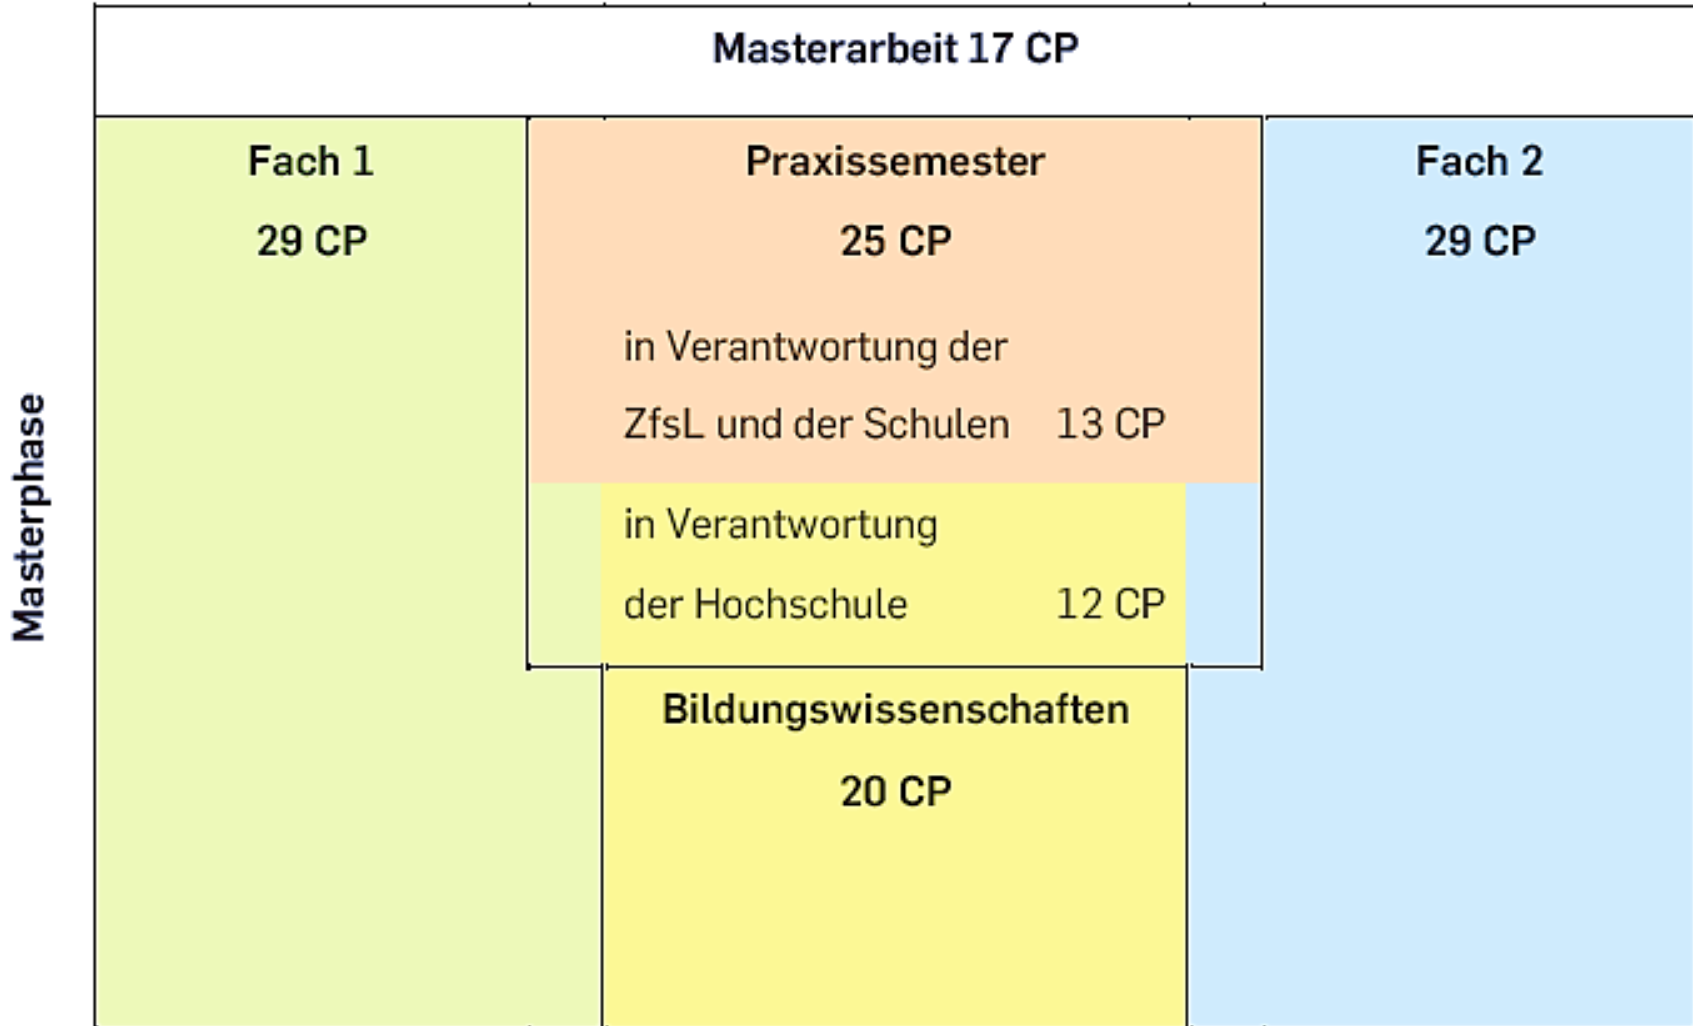 Masterarbeit 17 CP
Fach 1
29 CP
Praxissemester
25 CP
in Verantwortung der
ZfsL und der Schulen 13 CP
in Verantwortung
der Hochschule 12 CP
Bildungswissenschaften
20 CP
Fach 2
29 CP
Masterphase